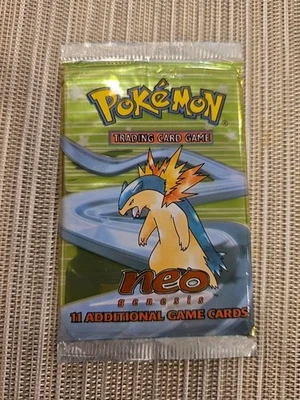 POKéMON
TRADING CARD GAME
neo
genesis
11 ADDITIONAL GAME CARDS